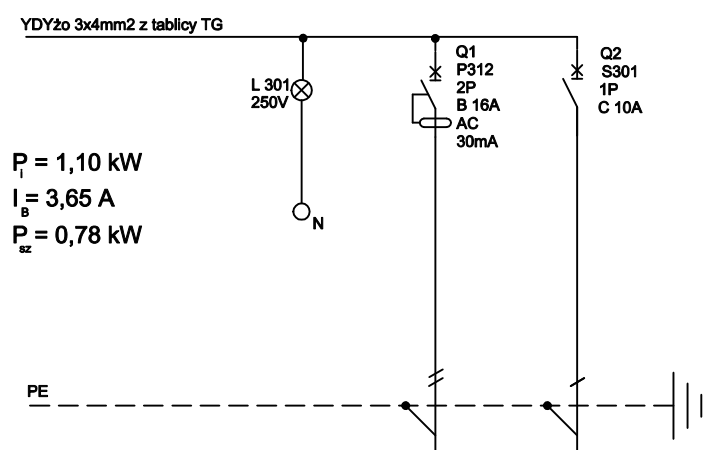 YDYżo 3x4mm2 z tablicy TG
L 301
250V
Q1
P312
2P
B 16A
AC
30mA
Q2
S301
1P
C 10A
Pi = 1,10 kW
IB = 3,65 A
Psz = 0,78 kW
N
PE